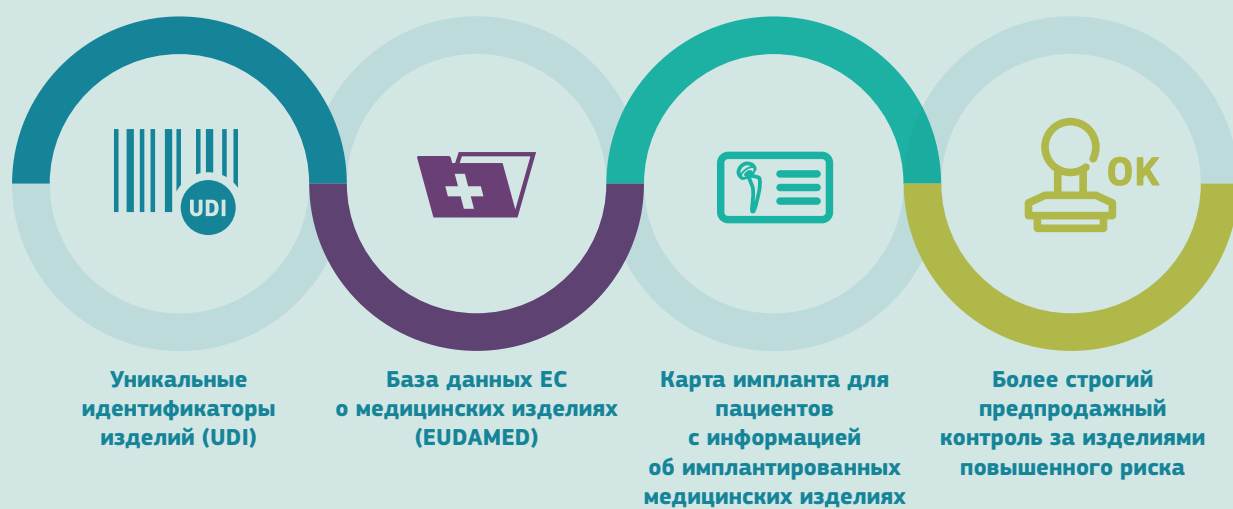 UDI
OK
Уникальные
идентификаторы
изделий (UDI)
База данных ЕС
о медицинских изделиях
(EUDAMED)
Карта импланта для
пациентов
с информацией
об имплантированных
медицинских изделиях
Более строгий
предпродажный
контроль за изделиями
повышенного риска